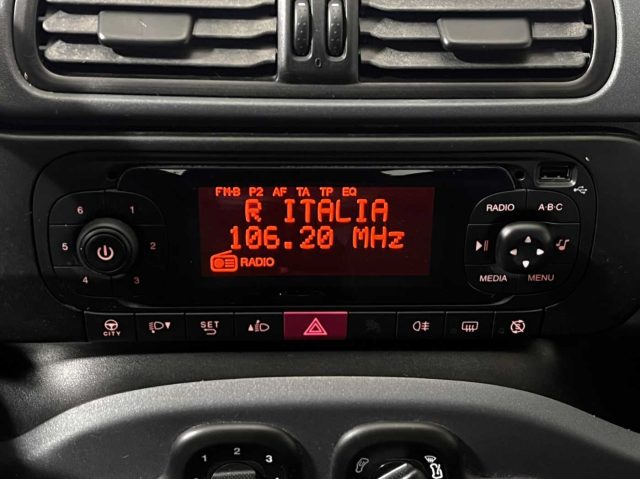 0
FM-B P2 AF TA TP EQ
R ITALIA
106.20 MHz
RADIO
6 1
5 2
4 3
RADIO A·B·C
MEDIA MENU
CITY
SET
1 2 3